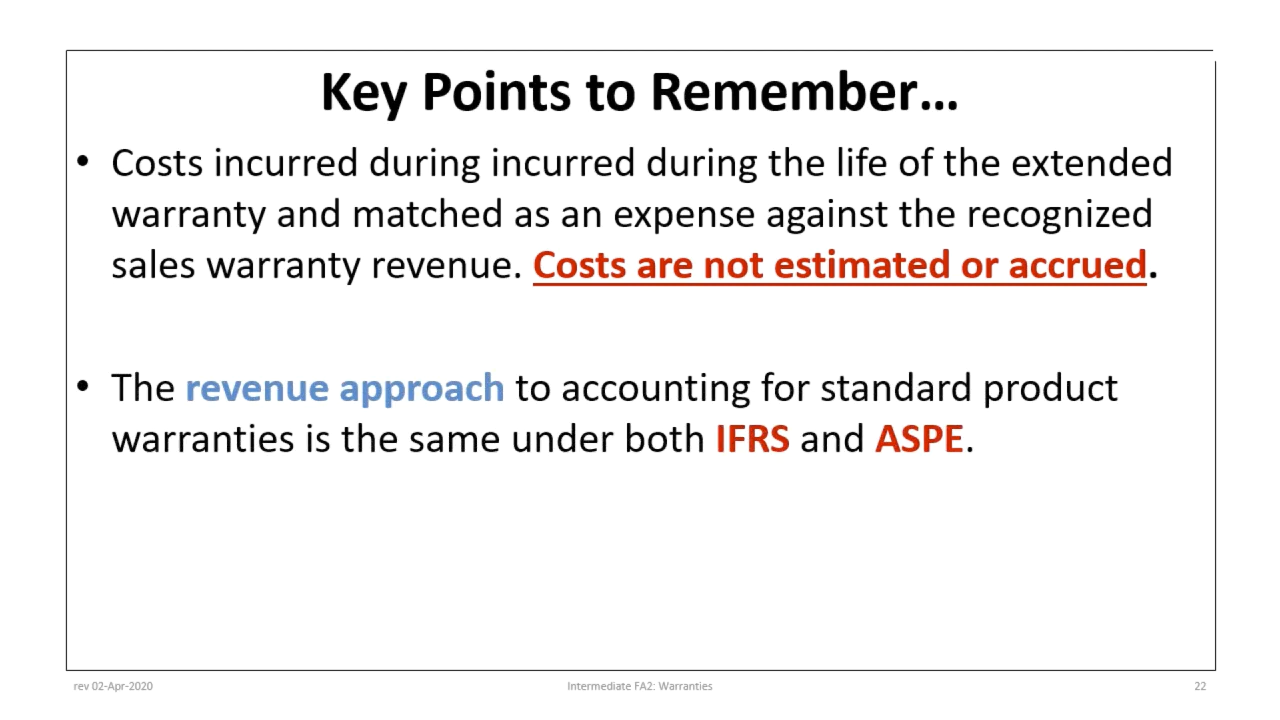 Key Points to Remember...
• Costs incurred during incurred during the life of the extended
warranty and matched as an expense against the recognized
sales warranty revenue. Costs are not estimated or accrued.
• The revenue approach to accounting for standard product
warranties is the same under both IFRS and ASPE.
rev 02-Apr-2020
Intermediate FA2: Warranties
22